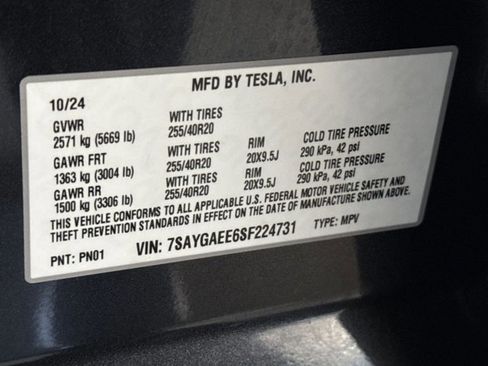 MFD BY TESLA, INC.
10/24
GVWR WITH TIRES
2571 kg (5669 lb) 255/40R20
GAWR FRT WITH TIRES RIM COLD TIRE PRESSURE
1363 kg (3004 lb) 255/40R20 20X9.5J 290 kPa, 42 psi
GAWR RR WITH TIRES RIM COLD TIRE PRESSURE
1500 kg (3306 lb) 255/40R20 20X9.5J 290 kPa, 42 psi
THIS VEHICLE CONFORMS TO ALL APPLICABLE U.S. FEDERAL MOTOR VEHICLE SAFETY AND
THEFT PREVENTION STANDARDS IN EFFECT ON THE DATE OF MANUFACTURE SHOWN ABOVE.
VIN: 7SAYGAEE6SF224731 TYPE: MPV
PNT: PN01